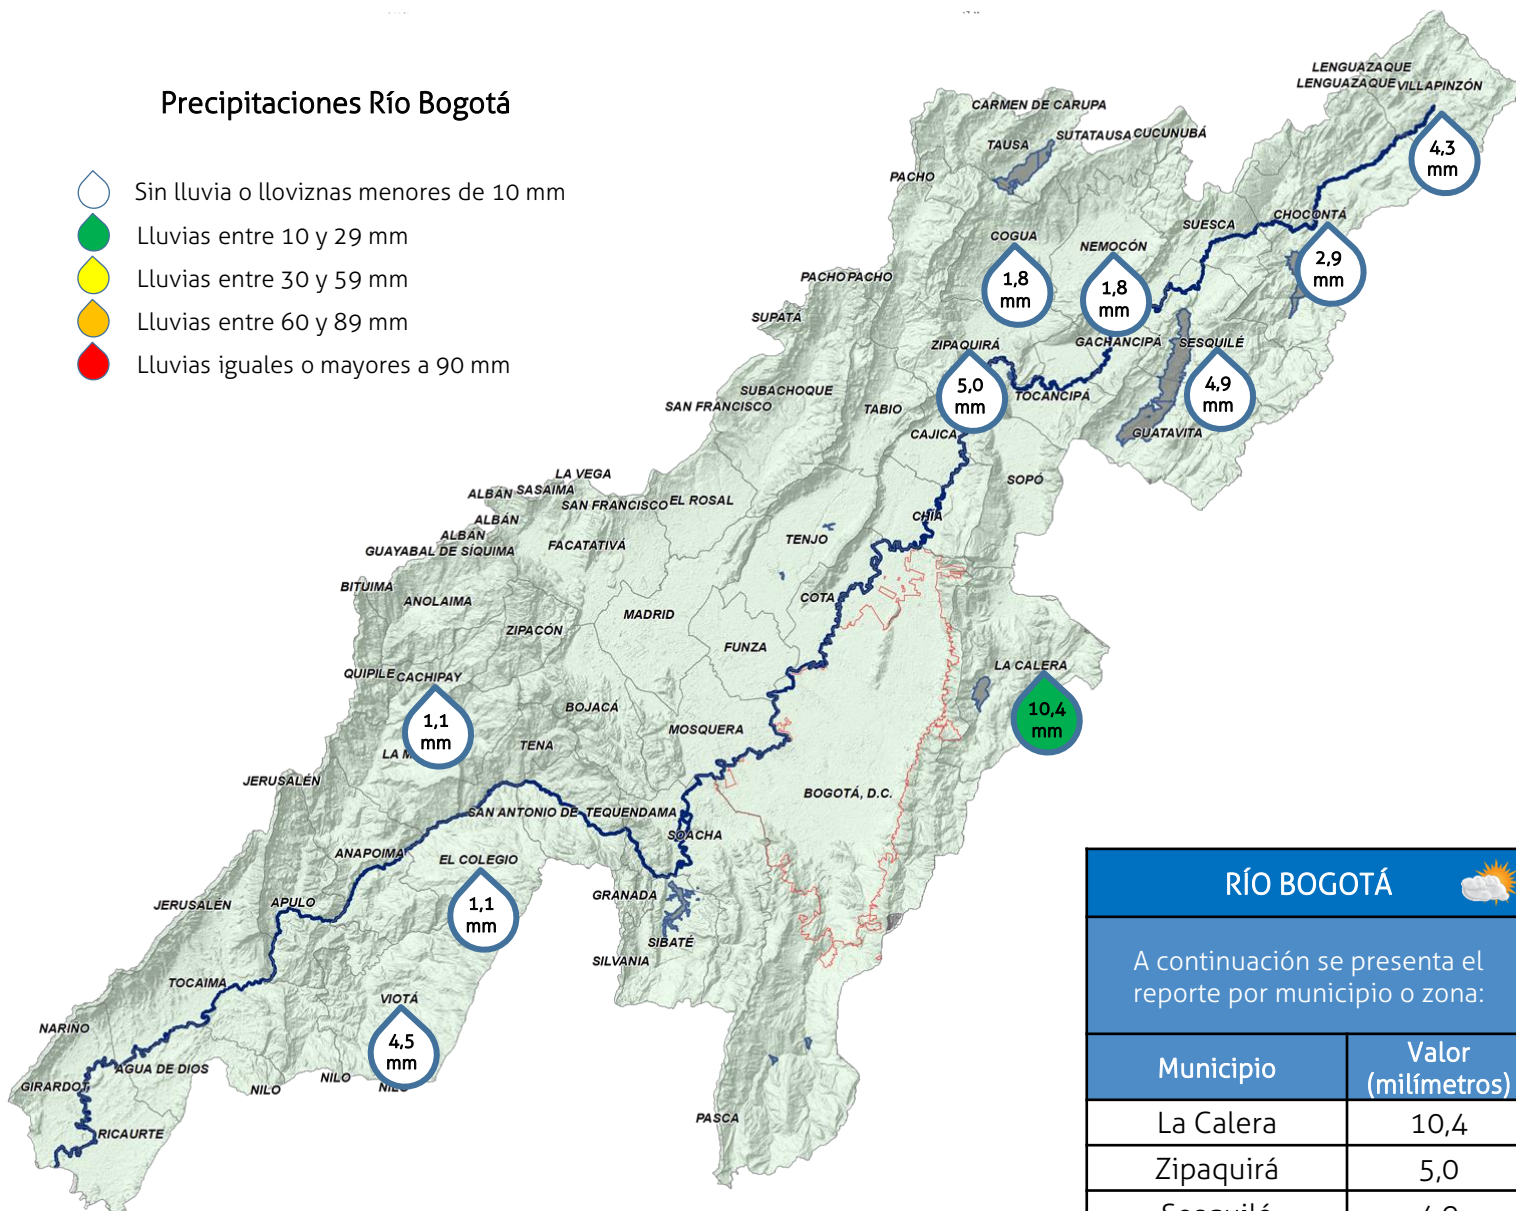 Precipitaciones Río Bogotá
Sin lluvia o lloviznas menores de 10 mm
Lluvias entre 10 y 29 mm
Lluvias entre 30 y 59 mm
Lluvias entre 60 y 89 mm
Lluvias iguales o mayores a 90 mm
LENGUAZAQUE
LENGUAZAQUE VILLAPINZÓN
4,3
mm
CARMEN DE CARUPA
SUTATAUSA CUCUNUBÁ
TAUSA
PACHO
CHOCONTÁ
SUESCA
2,9
mm
COGUA
NEMOCÓN
1,8
mm
1,8
mm
PACHO PACHO
SUPATÁ
ZIPAQUIRÁ
GACHANCIPÁ
SESQUILÉ
5,0
mm
4,9
mm
SUBACHOQUE
TOCANCIPÁ
SAN FRANCISCO
TABIO
CAJICA
GUATAVITA
LA VEGA
SOPÓ
ALBÁN SASAIMA
SAN FRANCISCO EL ROSAL
ALBÁN
CHÍA
ALBÁN
GUAYABAL DE SÍQUIMA
FACATATIVÁ
TENJO
BITUIMA
ANOLAIMA
COTA
MADRID
ZIPACÓN
FUNZA
LA CALERA
10,4
mm
QUIPILE CACHIPAY
1,1
mm
BOJACÁ
MOSQUERA
LA M
TENA
JERUSALÉN
BOGOTÁ, D.C.
SAN ANTONIO DE TEQUENDAMA
SOACHA
ANAPOIMA
EL COLEGIO
1,1
mm
GRANADA
JERUSALÉN
APULO
SIBATÉ
SILVANIA
TOCAIMA
VIOTÁ
4,5
mm
NARIÑO
AGUA DE DIOS
GIRARDOT
NILO
NILO
NILO
PASCA
RICAURTE
RÍO BOGOTÁ
A continuación se presenta el
reporte por municipio o zona:
Municipio
Valor
(milímetros)
La Calera 10,4
Zipaquirá 5,0
Sesquilé 4,9